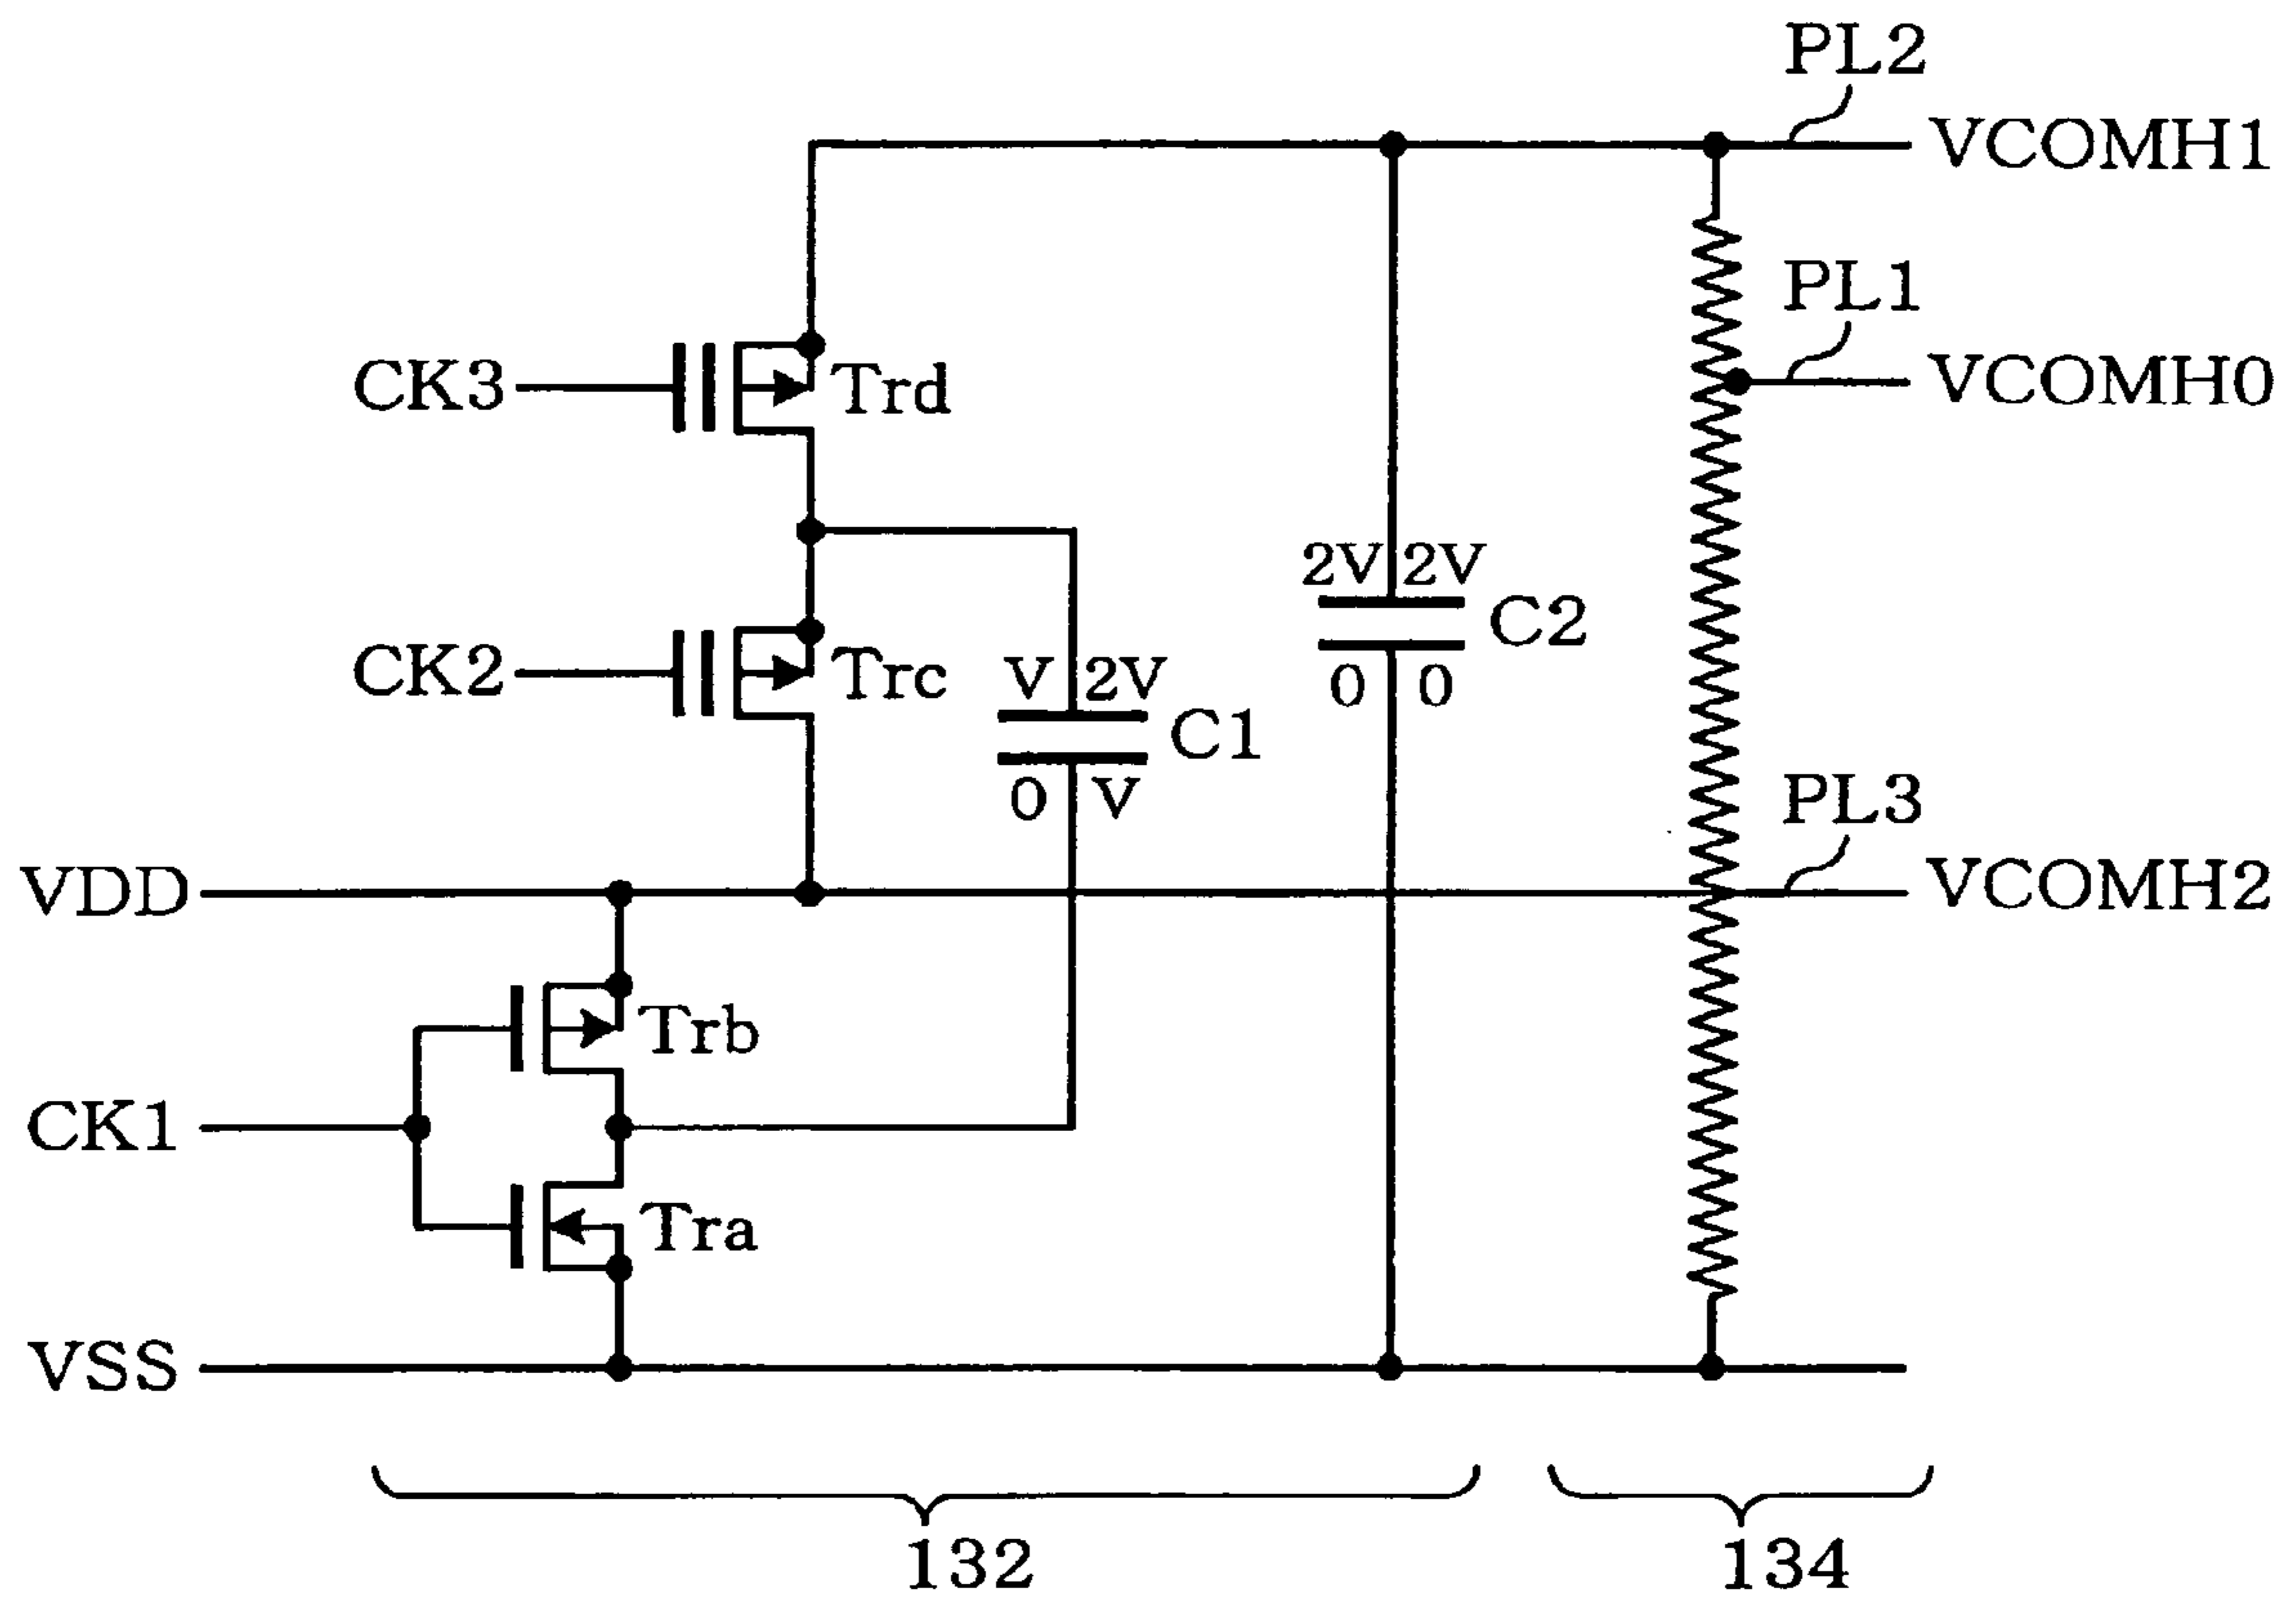 PL2
VCOMH1
PL1
VCOMH0
CK3
Trd
2V 2V
C2
0 0
CK2
Trc
V 2V
C1
0 V
PL3
VDD
VCOMH2
Trb
CK1
Tra
VSS
132
134